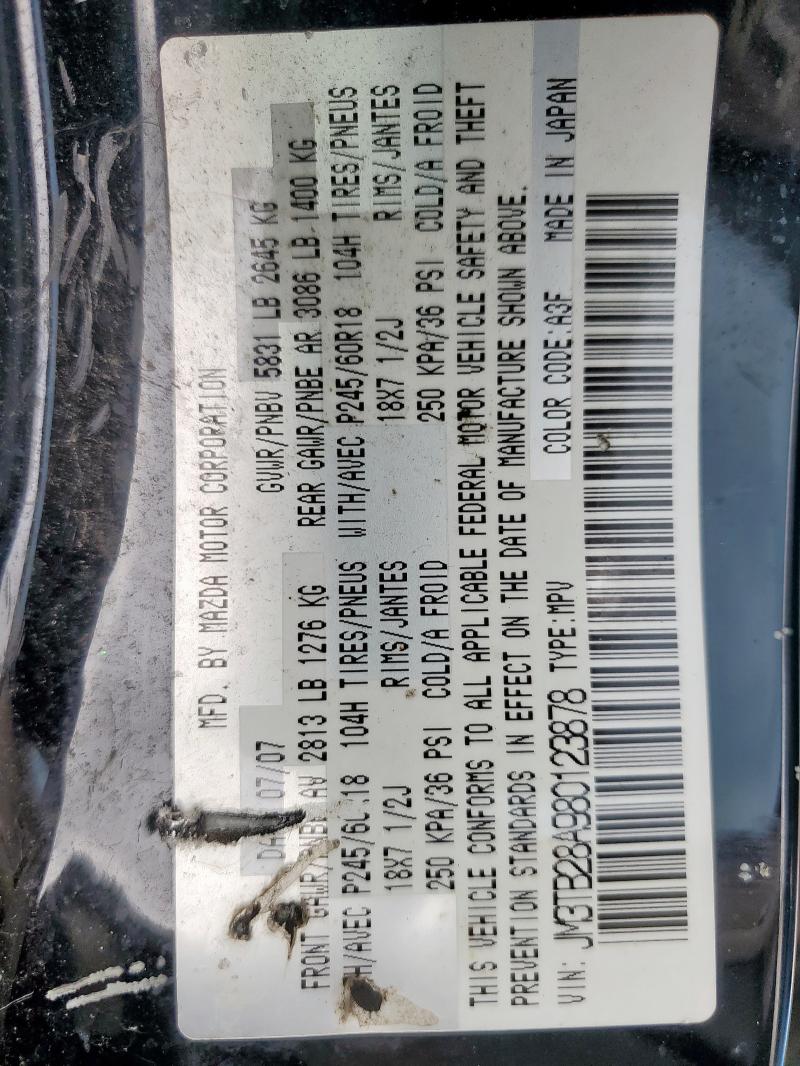 MFD. BY MAZDA MOTOR CORPORATION
07/07 GVWR/PNBV 5831 LB 2645 KG
FRONT GAWR/PNBE AV 2813 LB 1276 KG REAR GAWR/PNBE AR 3086 LB 1400 KG
H/AVEC P245/60 18 104H TIRES/PNEUS WITH/AVEC P245/60R18 104H TIRES/PNEUS
18X7 1/2J RIMS/JANTES 18X7 1/2J RIMS/JANTES
250 KPA/36 PSI COLD/A FROID 250 KPA/36 PSI COLD/A FROID
THIS VEHICLE CONFORMS TO ALL APPLICABLE FEDERAL MOTOR VEHICLE SAFETY AND THEFT
PREVENTION STANDARDS IN EFFECT ON THE DATE OF MANUFACTURE SHOWN ABOVE.
VIN: JM3TB28A980123878 TYPE:MPV COLOR CODE:A3F MADE IN JAPAN